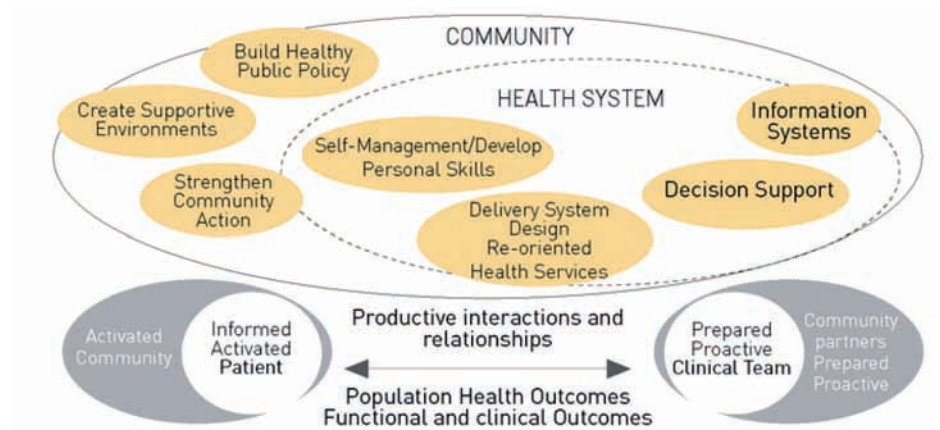 COMMUNITY
Build Healthy
Public Policy
HEALTH SYSTEM
Create Supportive
Environments
Information
Systems
Self-Management/Develop
Personal Skills
Strengthen
Community
Action
Decision Support
Delivery System
Design
Re-oriented
Health Services
Activated
Community
Informed
Activated
Patient
Productive interactions and
relationships
Population Health Outcomes
Functional and clinical Outcomes
Prepared
Proactive
Clinical Team
Community
partners
Prepared
Proactive